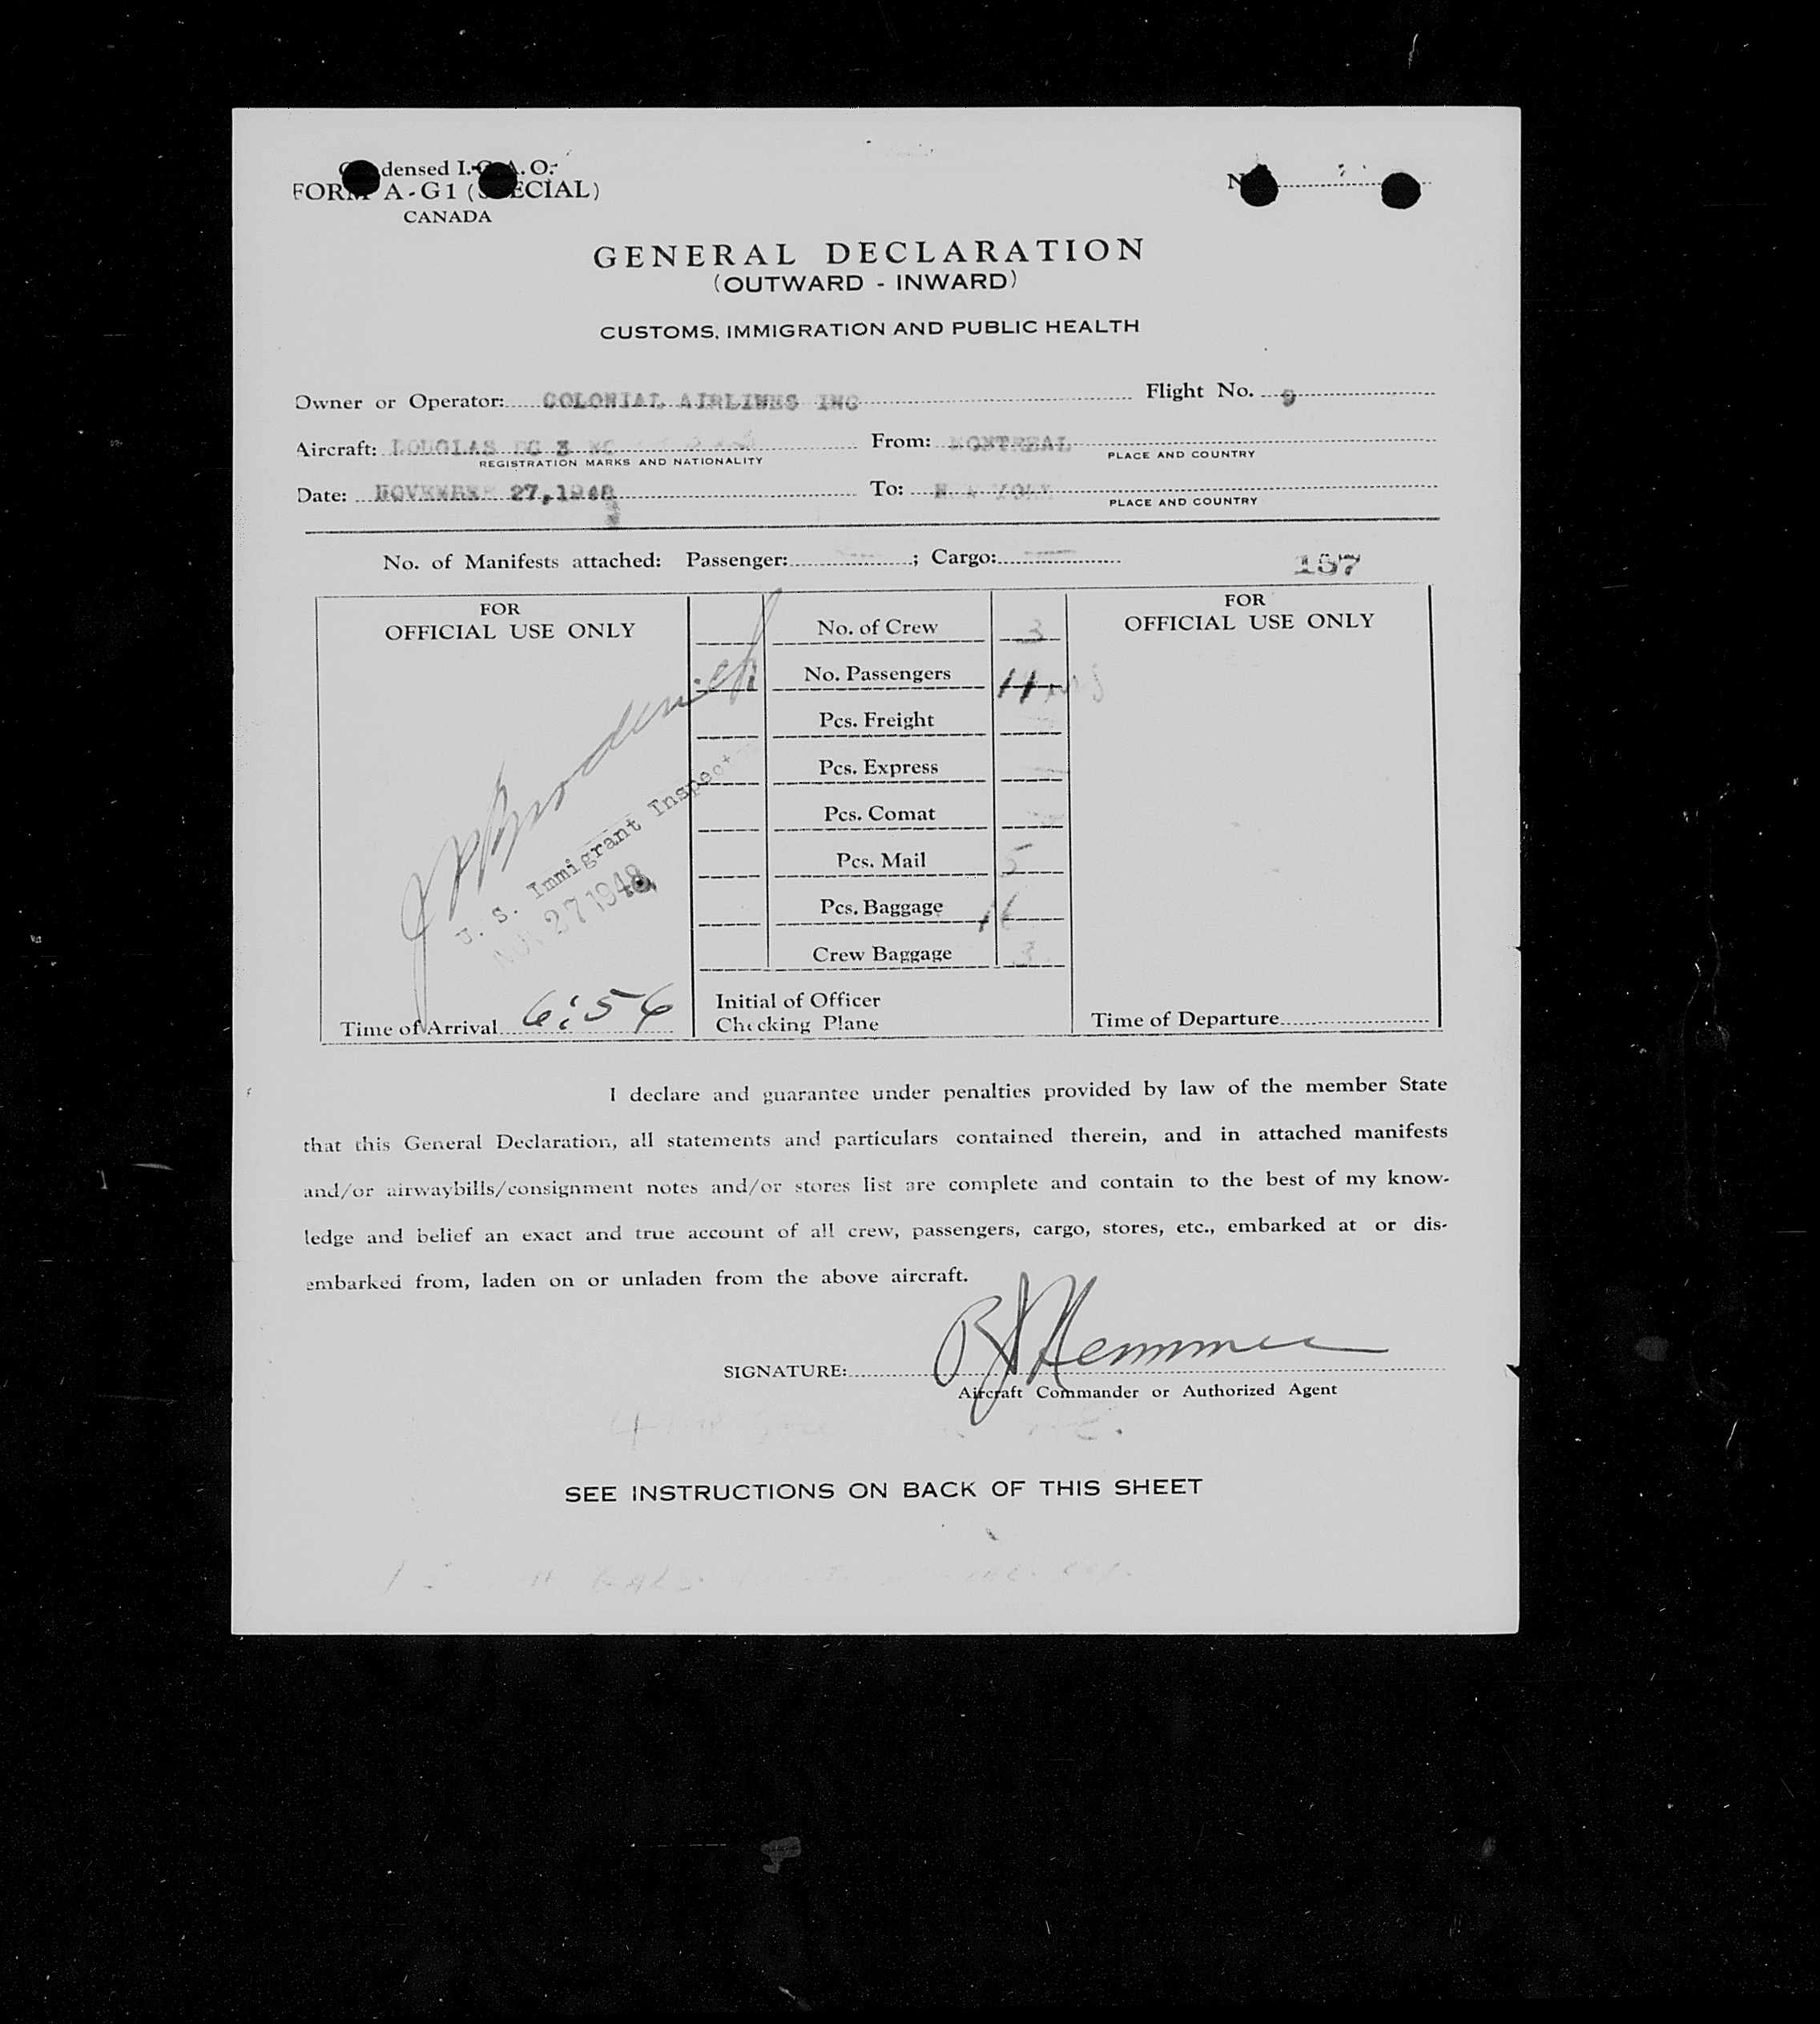 Condensed I.C.A.O.
FORM A-G1 (SPECIAL)
CANADA
GENERAL DECLARATION
(OUTWARD - INWARD)
CUSTOMS, IMMIGRATION AND PUBLIC HEALTH
Owner or Operator: COLONIAL AIRLINES INC Flight No. 9
Aircraft: DOUGLAS DC 3 NC From: MONTREAL
REGISTRATION MARKS AND NATIONALITY PLACE AND COUNTRY
Date: NOVEMBER 27,1948 To: NEW YORK
PLACE AND COUNTRY
No. of Manifests attached: Passenger: ; Cargo:
157
FOR
OFFICIAL USE ONLY
No. of Crew 3
No. Passengers 11
Pcs. Freight
Pcs. Express
Pcs. Comat
Pcs. Mail 5
Pcs. Baggage 16
Crew Baggage 3
Initial of Officer
Checking Plane
FOR
OFFICIAL USE ONLY
U. S. Immigrant Inspector
NOV 27 1948
Time of Arrival 6:56
Time of Departure
I declare and guarantee under penalties provided by law of the member State
that this General Declaration, all statements and particulars contained therein, and in attached manifests
and/or airwaybills/consignment notes and/or stores list are complete and contain to the best of my know-
ledge and belief an exact and true account of all crew, passengers, cargo, stores, etc., embarked at or dis-
embarked from, laden on or unladen from the above aircraft.
SIGNATURE:
Aircraft Commander or Authorized Agent
SEE INSTRUCTIONS ON BACK OF THIS SHEET